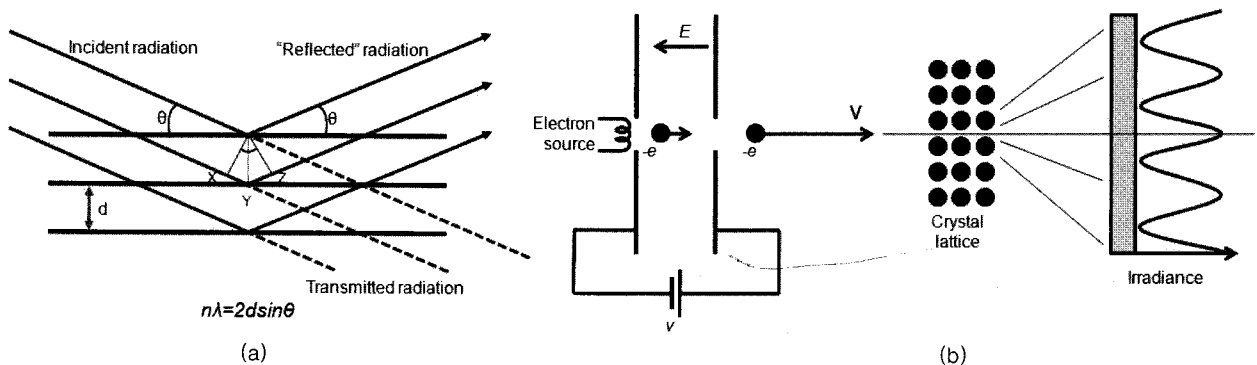 Incident radiation
"Reflected" radiation
θ
θ
X
Z
Y
d
Transmitted radiation
nλ=2dsinθ
(a)
E
Electron
source
-e
-e
V
v
Crystal
lattice
Irradiance
(b)